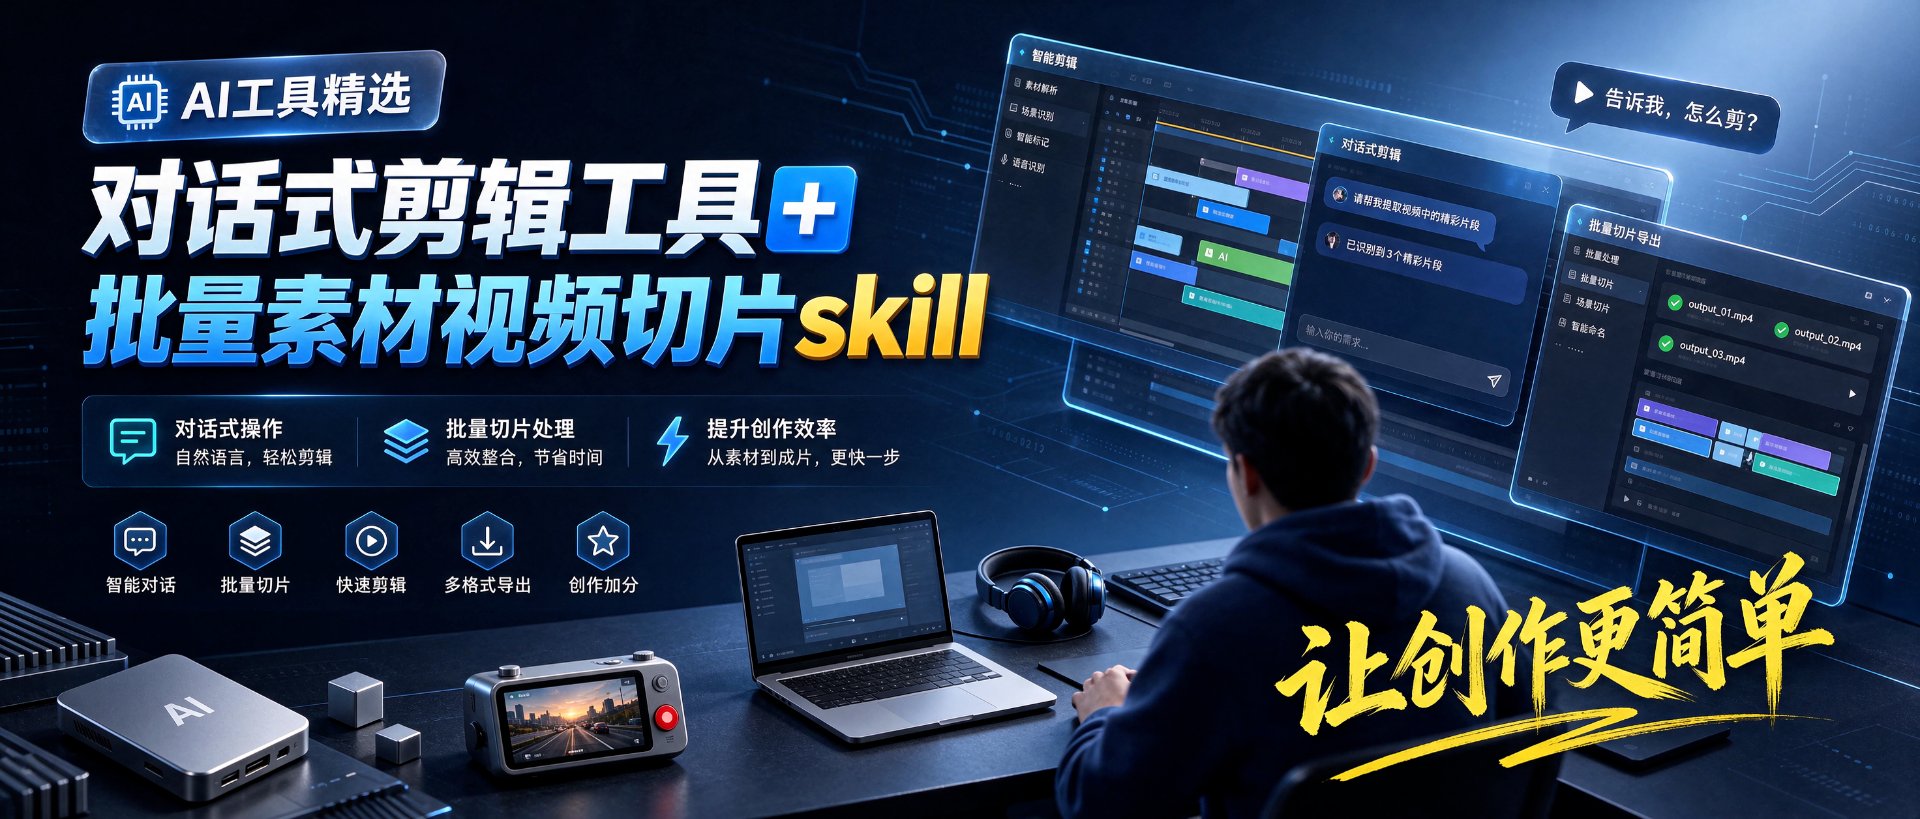 AI
AI工具精选
对话式剪辑工具+
批量素材视频切片skill
对话式操作
自然语言，轻松剪辑
批量切片处理
高效整合，节省时间
提升创作效率
从素材到成片，更快一步
智能对话
批量切片
快速剪辑
多格式导出
创作加分
AI
智能剪辑
素材解析
场景识别
智能标记
语音识别
AI
对话式剪辑
请帮我提取视频中的精彩片段
已识别到3个精彩片段
输入你的需求...
告诉我，怎么剪？
批量切片导出
批量处理
批量切片
场景切片
智能命名
output_01.mp4
output_02.mp4
output_03.mp4
让创作更简单